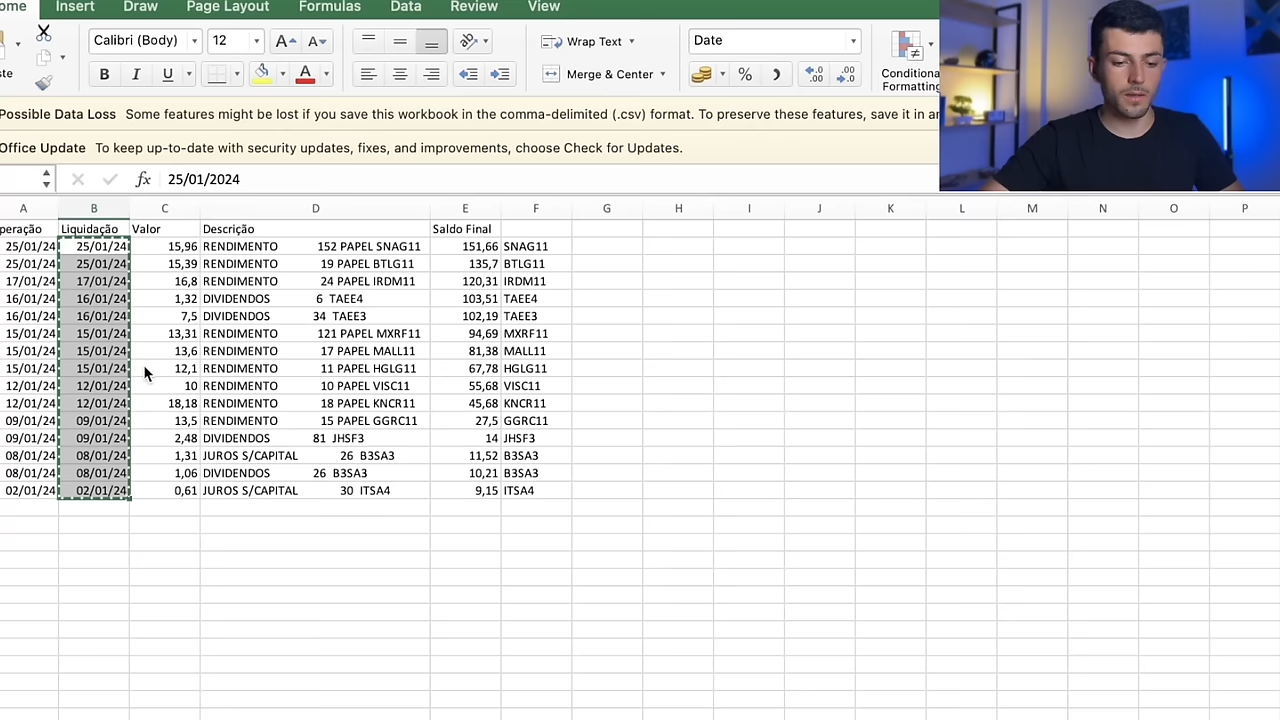 ome Insert Draw Page Layout Formulas Data Review View
Calibri (Body) 12 A A Wrap Text Date
ste B I U A Merge & Center % Conditional
Formatting
Possible Data Loss Some features might be lost if you save this workbook in the comma-delimited (.csv) format. To preserve these features, save it in an
Office Update To keep up-to-date with security updates, fixes, and improvements, choose Check for Updates.
fx 25/01/2024
A B C D E F G H I J K L M N O P
peração Liquidação Valor Descrição Saldo Final
25/01/24 25/01/24 15,96 RENDIMENTO 152 PAPEL SNAG11 151,66 SNAG11
25/01/24 25/01/24 15,39 RENDIMENTO 19 PAPEL BTLG11 135,7 BTLG11
17/01/24 17/01/24 16,8 RENDIMENTO 24 PAPEL IRDM11 120,31 IRDM11
16/01/24 16/01/24 1,32 DIVIDENDOS 6 TAEE4 103,51 TAEE4
16/01/24 16/01/24 7,5 DIVIDENDOS 34 TAEE3 102,19 TAEE3
15/01/24 15/01/24 13,31 RENDIMENTO 121 PAPEL MXRF11 94,69 MXRF11
15/01/24 15/01/24 13,6 RENDIMENTO 17 PAPEL MALL11 81,38 MALL11
15/01/24 15/01/24 12,1 RENDIMENTO 11 PAPEL HGLG11 67,78 HGLG11
12/01/24 12/01/24 10 RENDIMENTO 10 PAPEL VISC11 55,68 VISC11
12/01/24 12/01/24 18,18 RENDIMENTO 18 PAPEL KNCR11 45,68 KNCR11
09/01/24 09/01/24 13,5 RENDIMENTO 15 PAPEL GGRC11 27,5 GGRC11
09/01/24 09/01/24 2,48 DIVIDENDOS 81 JHSF3 14 JHSF3
08/01/24 08/01/24 1,31 JUROS S/CAPITAL 26 B3SA3 11,52 B3SA3
08/01/24 08/01/24 1,06 DIVIDENDOS 26 B3SA3 10,21 B3SA3
02/01/24 02/01/24 0,61 JUROS S/CAPITAL 30 ITSA4 9,15 ITSA4